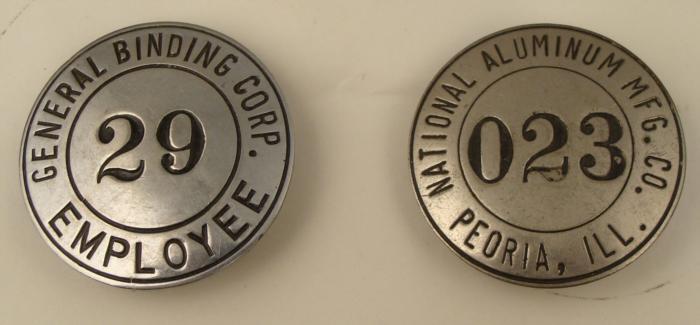 GENERAL BINDING CORP.
29
EMPLOYEE
NATIONAL ALUMINUM MFG. CO.
023
PEORIA, ILL.